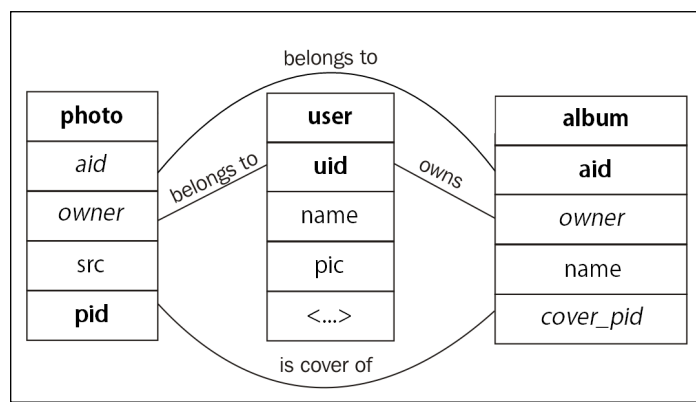 belongs to
photo
aid
owner
src
pid
belongs to
user
uid
name
pic
<...>
owns
album
aid
owner
name
cover_pid
is cover of